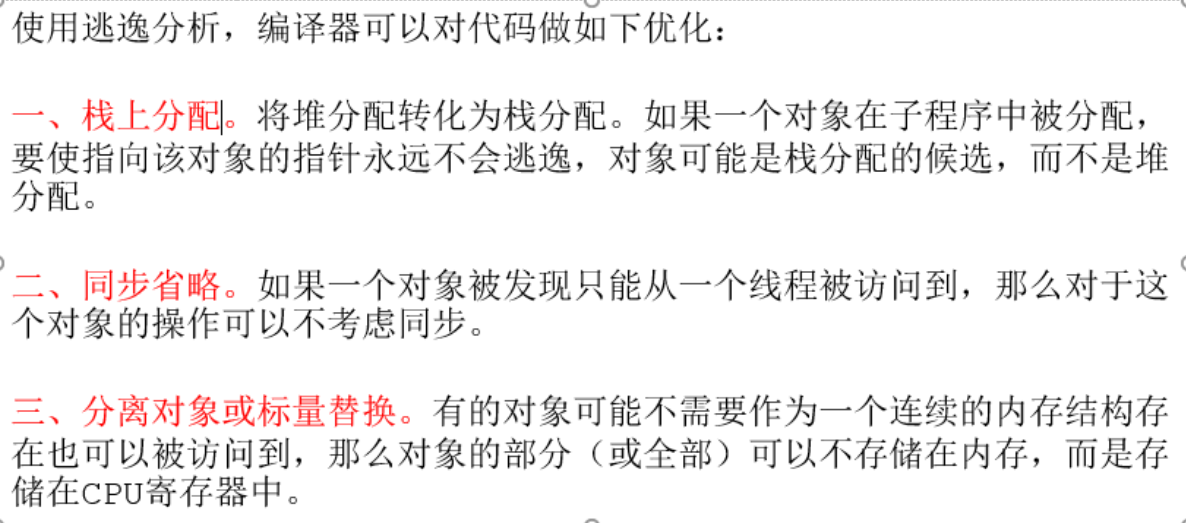 使用逃逸分析，编译器可以对代码做如下优化：
一、栈上分配。将堆分配转化为栈分配。如果一个对象在子程序中被分配，
要使指向该对象的指针永远不会逃逸，对象可能是栈分配的候选，而不是堆
分配。
二、同步省略。如果一个对象被发现只能从一个线程被访问到，那么对于这
个对象的操作可以不考虑同步。
三、分离对象或标量替换。有的对象可能不需要作为一个连续的内存结构存
在也可以被访问到，那么对象的部分（或全部）可以不存储在内存，而是存
储在CPU寄存器中。